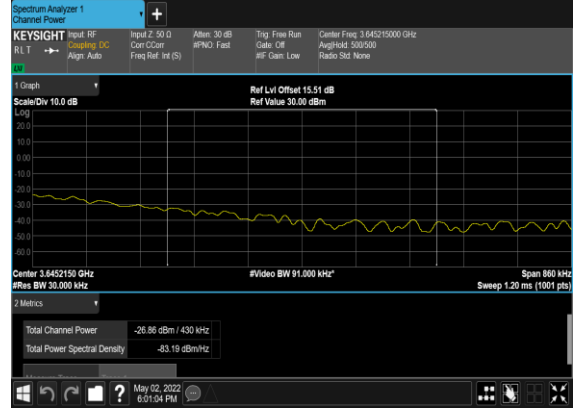 Spectrum Analyzer 1
Channel Power
+
KEYSIGHT
R L T
LV
Input: RF
Coupling: DC
Align: Auto
Input Z: 50 Ω
Corr CCorr
Freq Ref: Int (S)
Atten: 30 dB
#PNO: Fast
Trig: Free Run
Gate: Off
#IF Gain: Low
Center Freq: 3.645215000 GHz
Avg|Hold: 500/500
Radio Std: None
1 Graph
Scale/Div 10.0 dB
Ref Lvl Offset 15.51 dB
Ref Value 30.00 dBm
Log
20.0
10.0
0.00
-10.0
-20.0
-30.0
-40.0
-50.0
-60.0
Center 3.6452150 GHz
#Res BW 30.000 kHz
#Video BW 91.000 kHz*
Span 860 kHz
Sweep 1.20 ms (1001 pts)
2 Metrics
Total Channel Power -26.86 dBm / 430 kHz
Total Power Spectral Density -83.19 dBm/Hz
?
May 02, 2022
6:01:04 PM